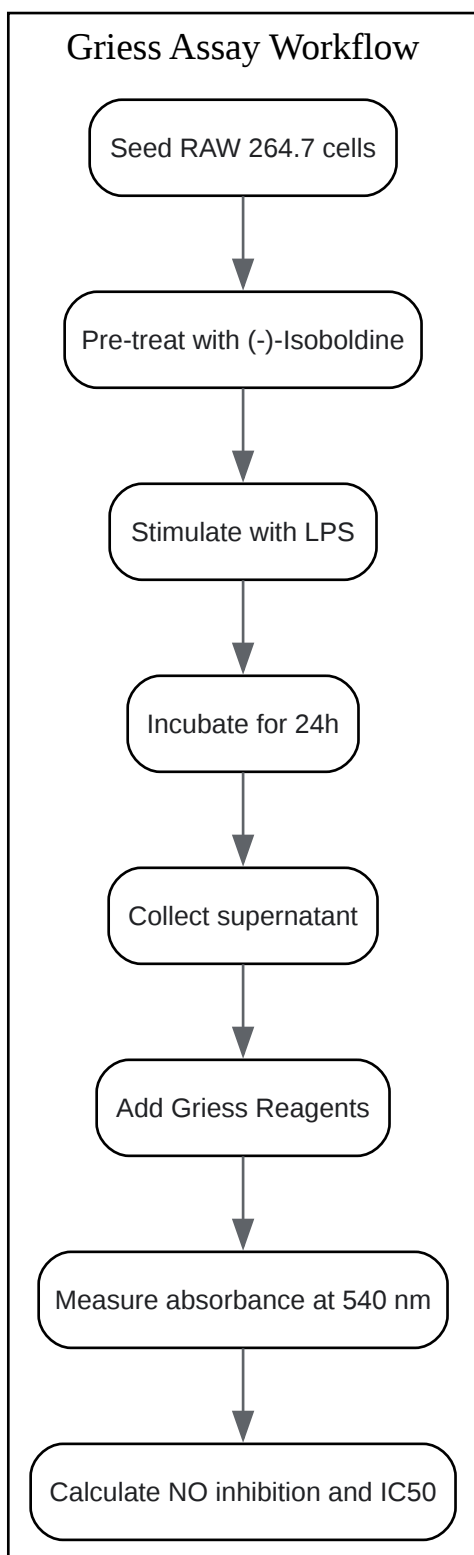 Griess Assay Workflow
Seed RAW 264.7 cells
Pre-treat with (-)-Isoboldine
Stimulate with LPS
Incubate for 24h
Collect supernatant
Add Griess Reagents
Measure absorbance at 540 nm
Calculate NO inhibition and IC50